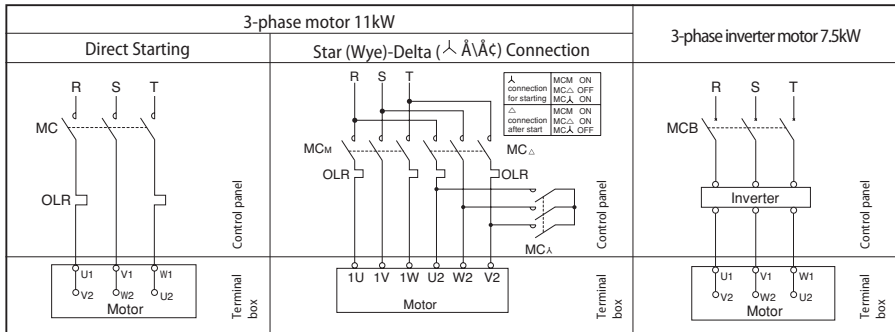 3-phase motor 11kW
3-phase inverter motor 7.5kW
Direct Starting
Star (Wye)-Delta (⅄ Å\Å¢) Connection
R S T
MC
OLR
Control panel
U1 V1 W1
V2 W2 U2
Motor
Terminal box
R S T
⅄ connection for starting
MCM ON
MC△ OFF
MC⅄ ON
△ connection after start
MCM ON
MC△ ON
MC⅄ OFF
MCM
MC△
OLR
OLR
MC⅄
Control panel
1U 1V 1W U2 W2 V2
Motor
Terminal box
R S T
MCB
Inverter
Control panel
U1 V1 W1
V2 W2 U2
Motor
Terminal box